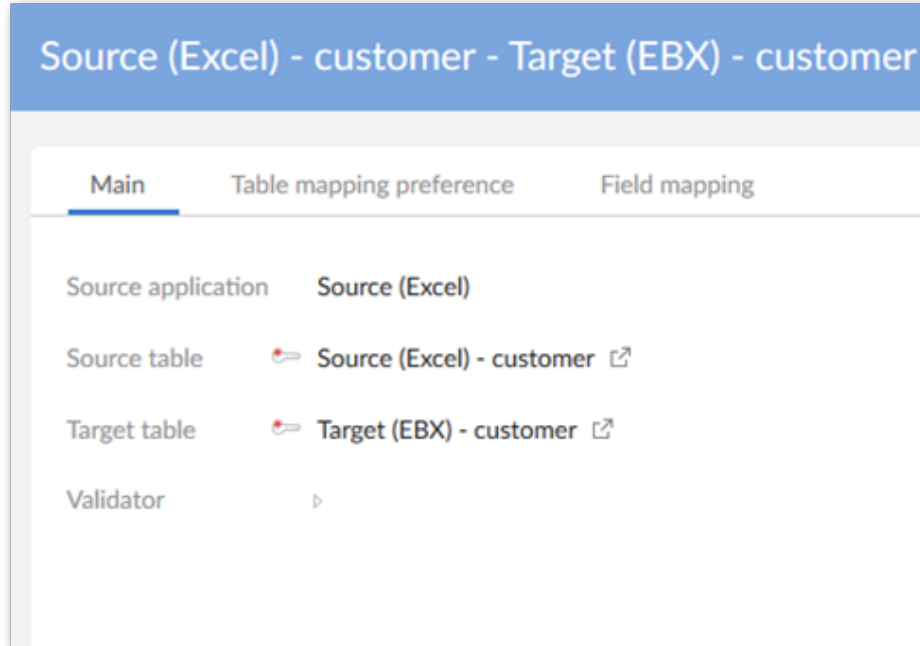 Source (Excel) - customer - Target (EBX) - customer
Main Table mapping preference Field mapping
Source application Source (Excel)
Source table Source (Excel) - customer
Target table Target (EBX) - customer
Validator